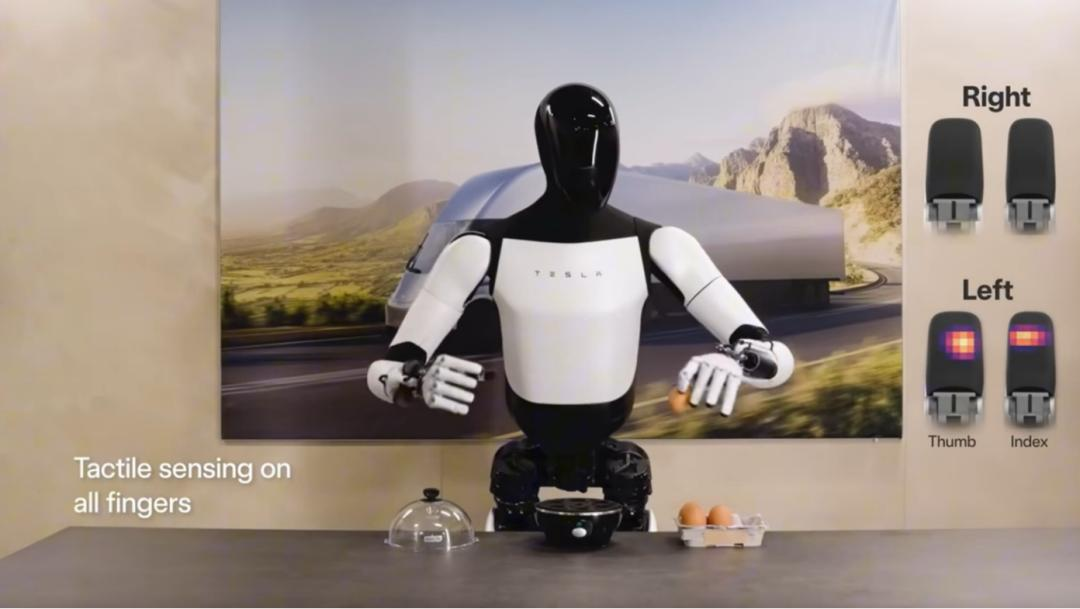 Right
TESLA
Left
Thumb Index
Tactile sensing on
all fingers